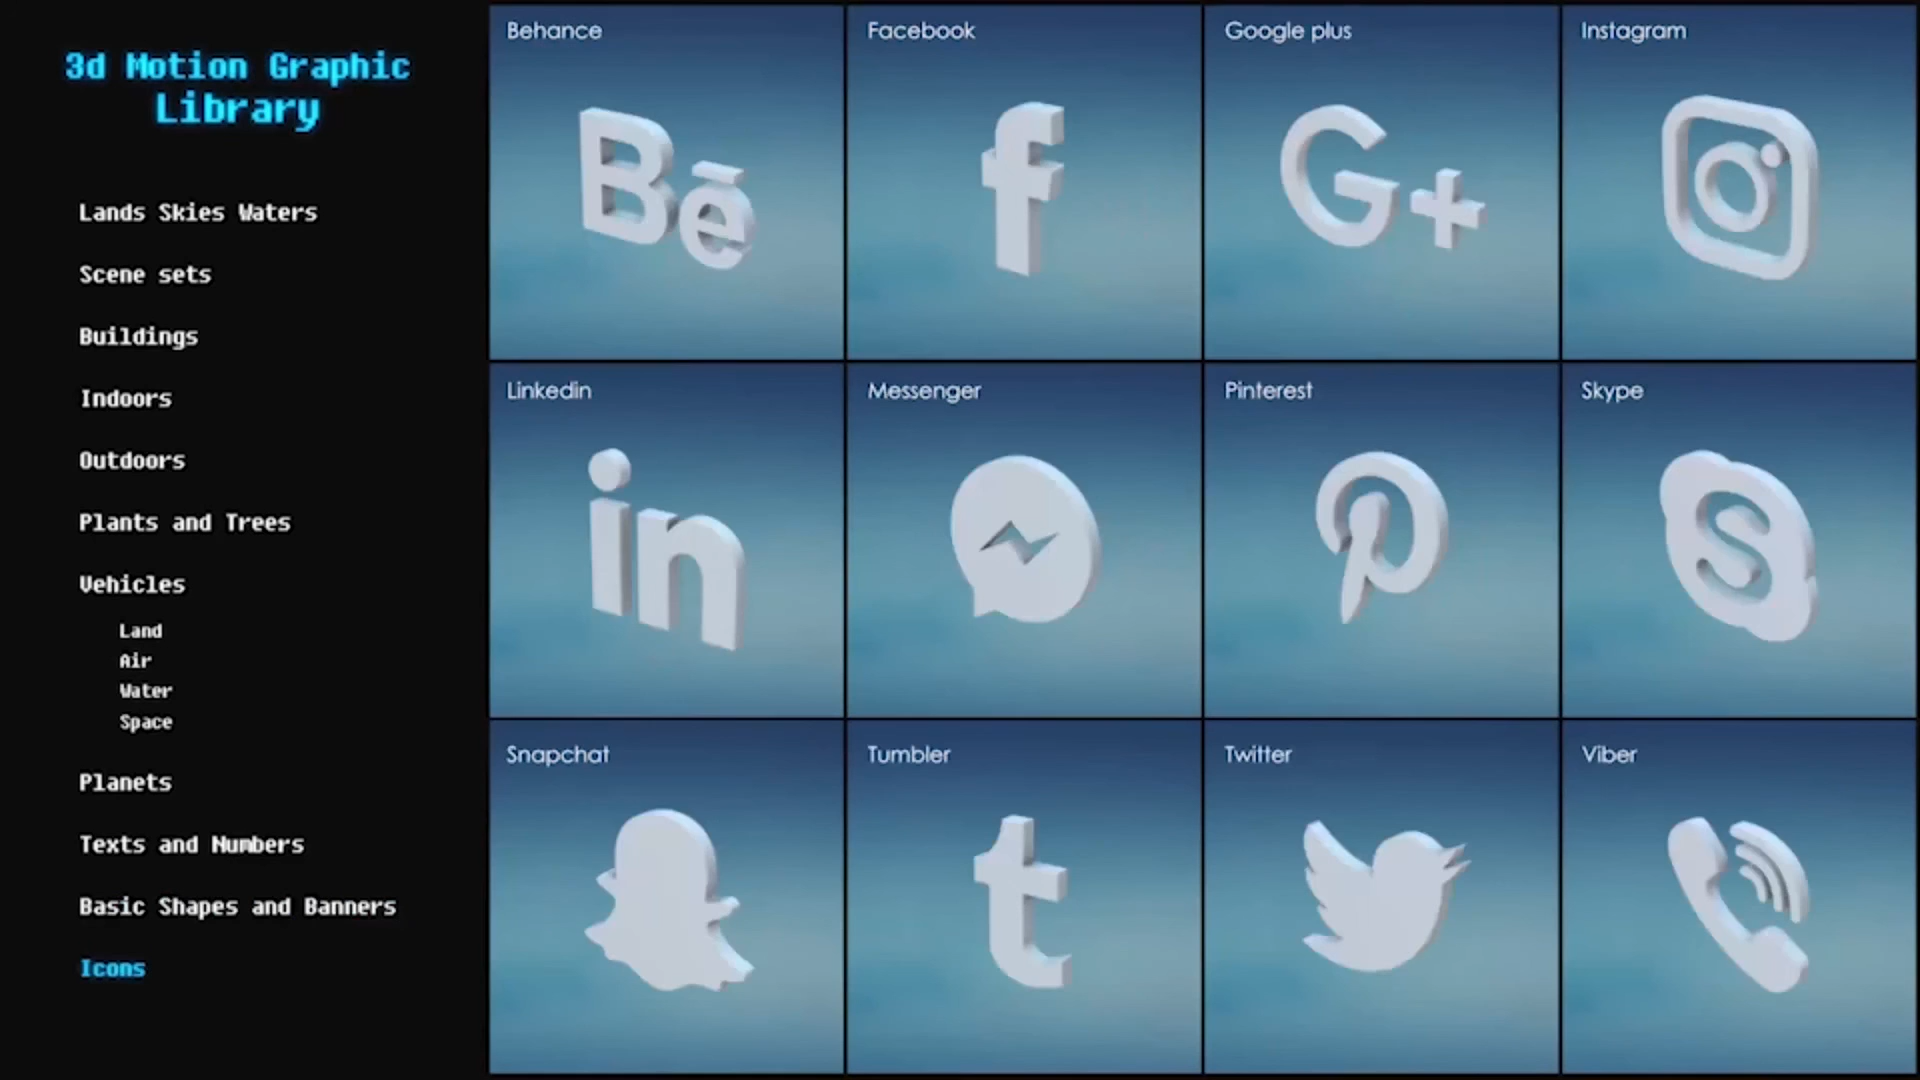 3d Motion Graphic
Library
Lands Skies Waters
Scene sets
Buildings
Indoors
Outdoors
Plants and Trees
Vehicles
Land
Air
Water
Space
Planets
Texts and Numbers
Basic Shapes and Banners
Icons
Behance
Facebook
Google plus
Instagram
Bē
f
G+
Linkedin
Messenger
Pinterest
Skype
in
P
S
Snapchat
Tumbler
Twitter
Viber
t